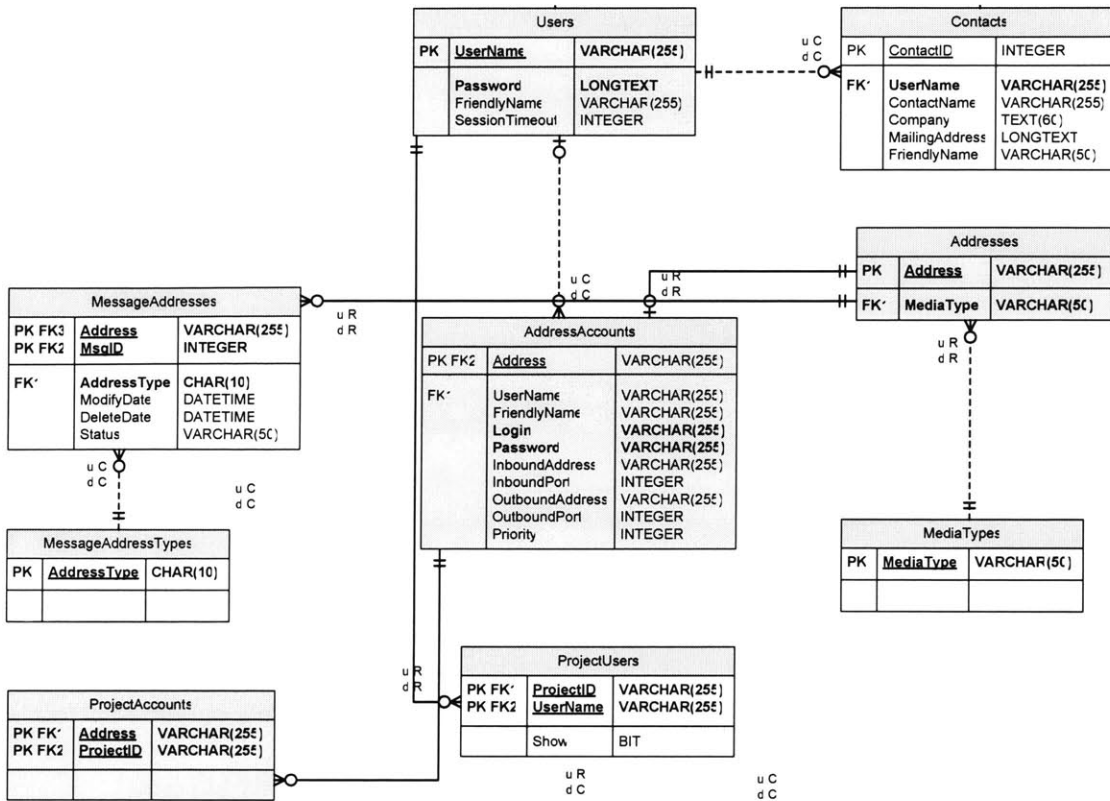 Users
PK UserName VARCHAR(255)
Password LONGTEXT
FriendlyName VARCHAR(255)
SessionTimeout INTEGER
Contacts
PK ContactID INTEGER
FK1 UserName VARCHAR(255)
ContactName VARCHAR(255)
Company TEXT(60)
MailingAddress LONGTEXT
FriendlyName VARCHAR(50)
u C
d C
Addresses
PK Address VARCHAR(255)
FK1 MediaType VARCHAR(50)
u C
d C
u R
d R
MessageAddresses
PK FK3 Address VARCHAR(255)
PK FK2 MsgID INTEGER
FK1 AddressType CHAR(10)
ModifyDate DATETIME
DeleteDate DATETIME
Status VARCHAR(50)
u R
d R
AddressAccounts
PK FK2 Address VARCHAR(255)
FK1 UserName VARCHAR(255)
FriendlyName VARCHAR(255)
Login VARCHAR(255)
Password VARCHAR(255)
InboundAddress VARCHAR(255)
InboundPort INTEGER
OutboundAddress VARCHAR(255)
OutboundPort INTEGER
Priority INTEGER
u R
d R
u C
d C
u C
d C
MessageAddressTypes
PK AddressType CHAR(10)
MediaTypes
PK MediaType VARCHAR(50)
u R
d R
ProjectUsers
PK FK1 ProjectID VARCHAR(255)
PK FK2 UserName VARCHAR(255)
Show BIT
ProjectAccounts
PK FK1 Address VARCHAR(255)
PK FK2 ProjectID VARCHAR(255)
u R
d C
u C
d C